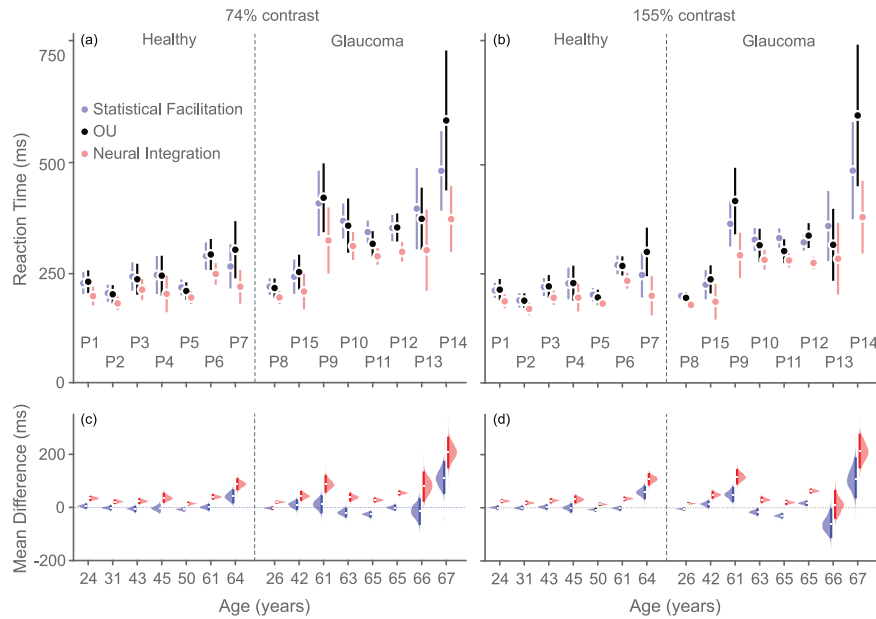 74% contrast
155% contrast
(a)
Healthy
Glaucoma
(b)
Healthy
Glaucoma
750
500
250
0
Reaction Time (ms)
Statistical Facilitation
OU
Neural Integration
P1 P3 P5 P7 P15 P10 P12 P14
P2 P4 P6 P8 P9 P11 P13
P1 P3 P5 P7 P15 P10 P12 P14
P2 P4 P6 P8 P9 P11 P13
(c)
(d)
200
0
-200
Mean Difference (ms)
24 31 43 45 50 61 64 26 42 61 63 65 65 66 67
24 31 43 45 50 61 64 26 42 61 63 65 65 66 67
Age (years)
Age (years)